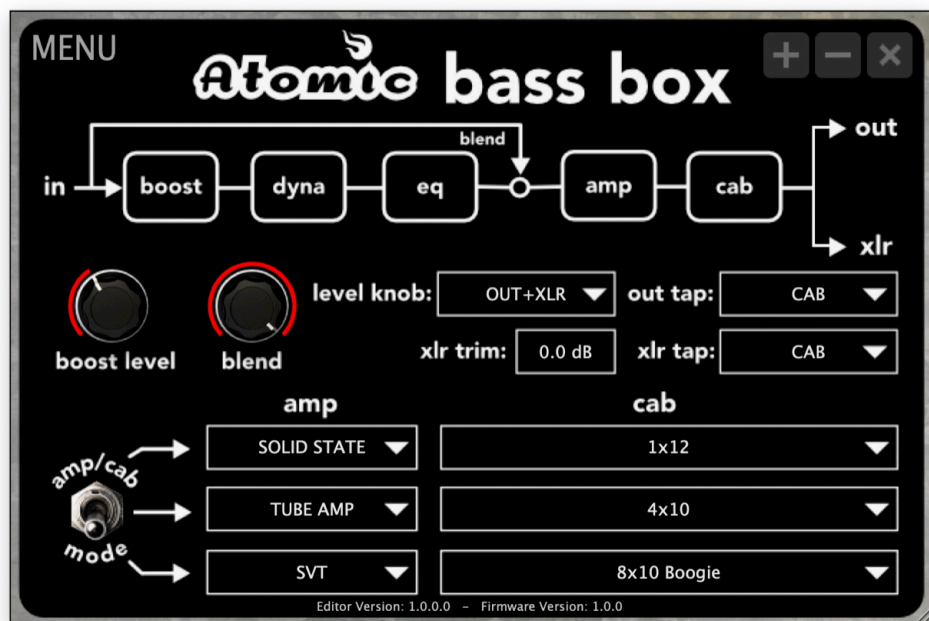 MENU
Atomic bass box
+ − ×
blend
out
in boost dyna eq amp cab
xlr
level knob: OUT+XLR out tap: CAB
boost level blend xlr trim: 0.0 dB xlr tap: CAB
amp cab
SOLID STATE 1x12
amp/cab
TUBE AMP 4x10
mode
SVT 8x10 Boogie
Editor Version: 1.0.0.0 – Firmware Version: 1.0.0